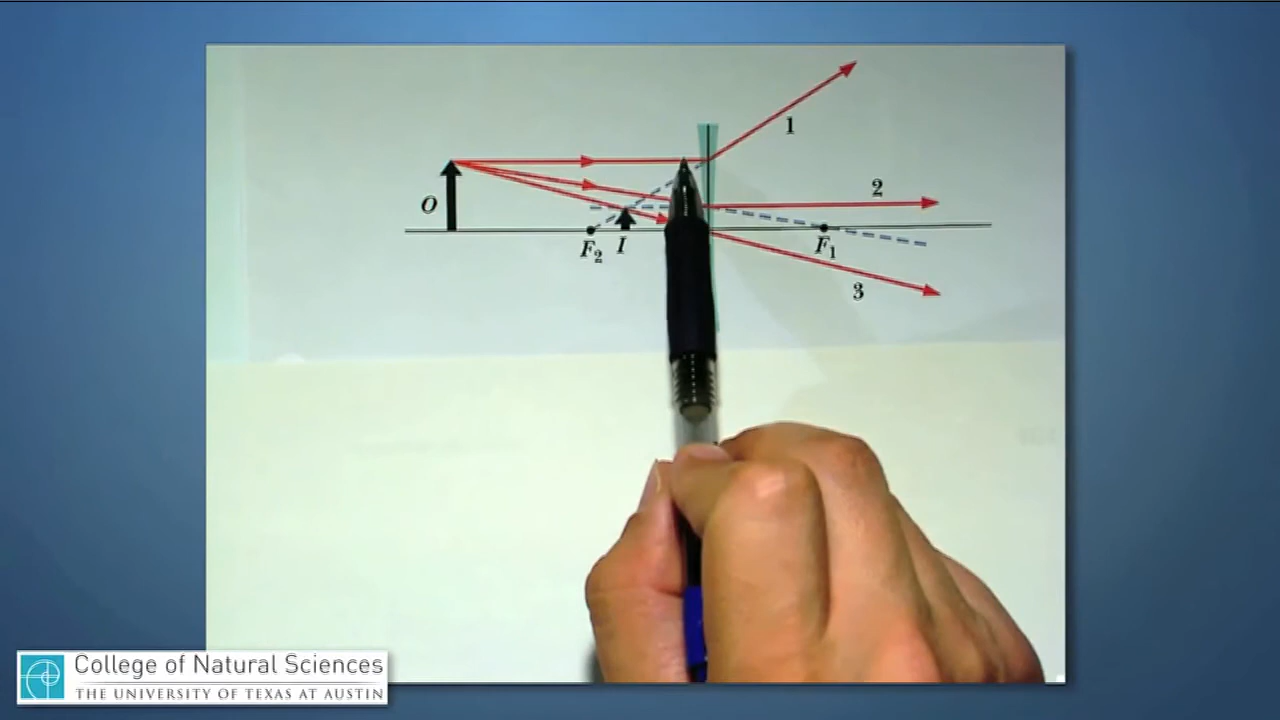 1
2
O
F₂ I
F₁
3
College of Natural Sciences
THE UNIVERSITY OF TEXAS AT AUSTIN